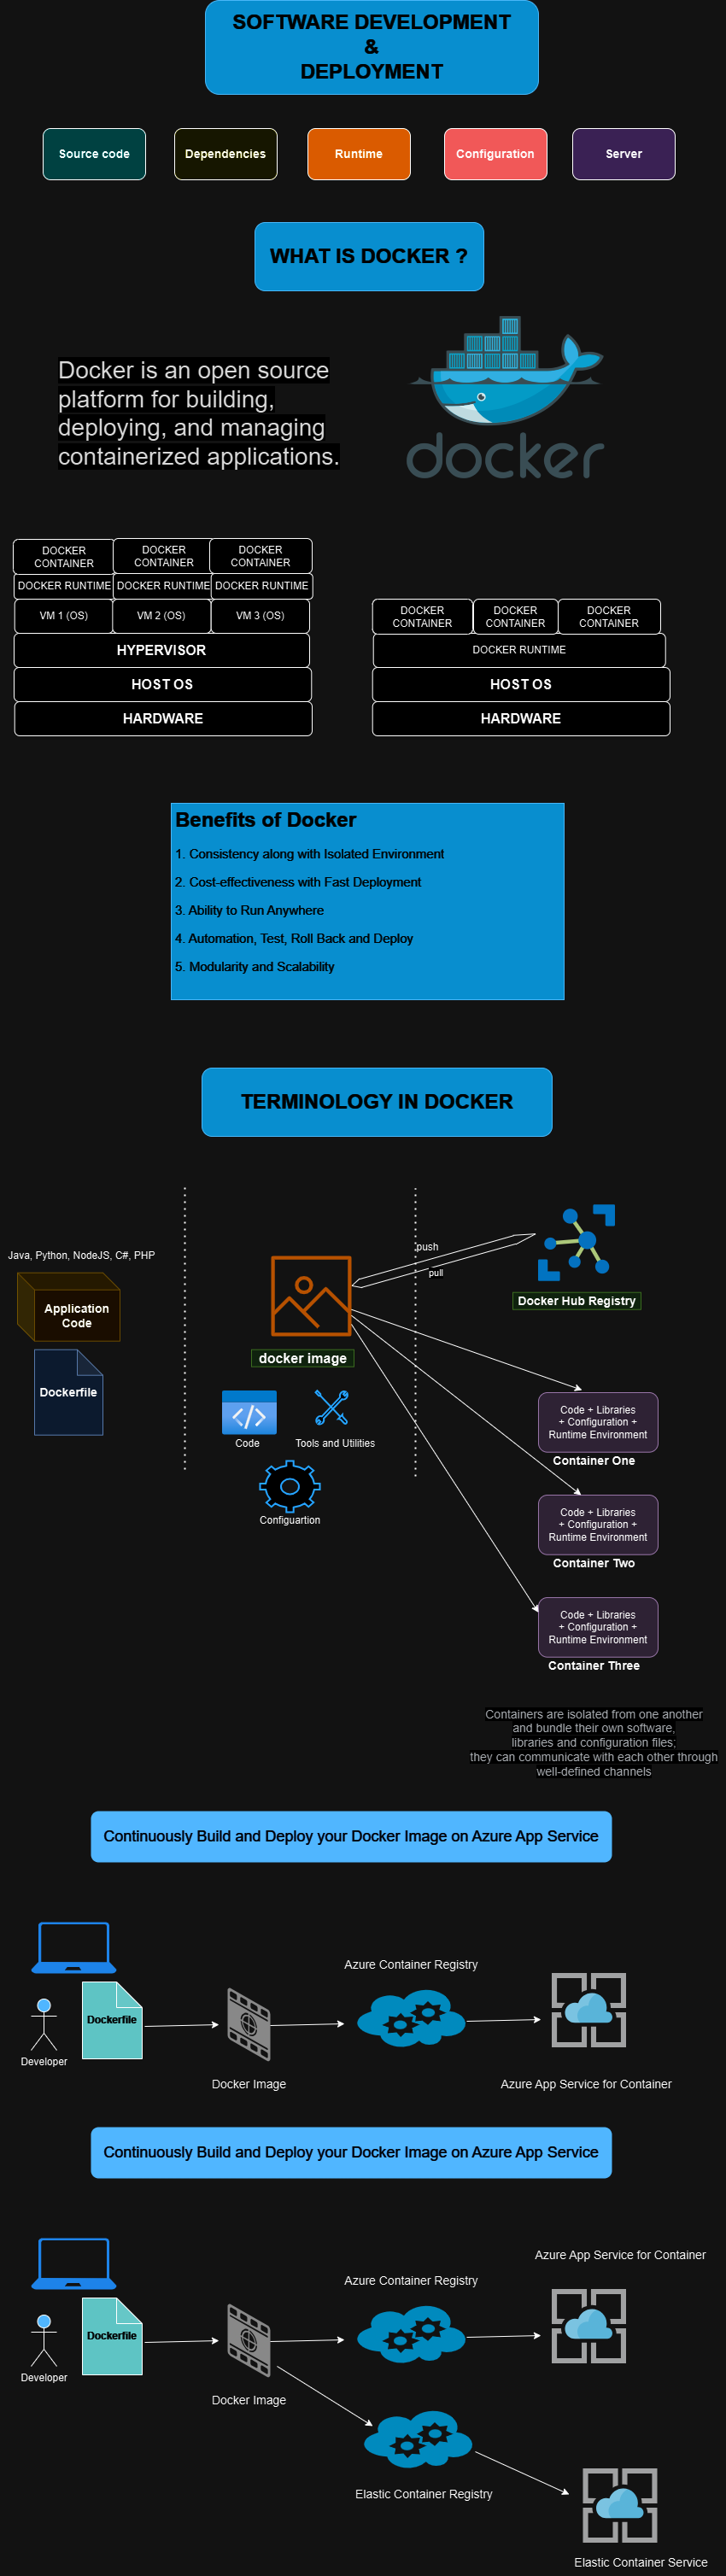 SOFTWARE DEVELOPMENT
&
DEPLOYMENT
Source code
Dependencies
Runtime
Configuration
Server
WHAT IS DOCKER ?
Docker is an open source
platform for building,
deploying, and managing
containerized applications.
docker
DOCKER
CONTAINER
DOCKER
CONTAINER
DOCKER
CONTAINER
DOCKER RUNTIME
DOCKER RUNTIME
DOCKER RUNTIME
VM 1 (OS)
VM 2 (OS)
VM 3 (OS)
HYPERVISOR
HOST OS
HARDWARE
DOCKER
CONTAINER
DOCKER
CONTAINER
DOCKER
CONTAINER
DOCKER RUNTIME
HOST OS
HARDWARE
Benefits of Docker
1. Consistency along with Isolated Environment
2. Cost-effectiveness with Fast Deployment
3. Ability to Run Anywhere
4. Automation, Test, Roll Back and Deploy
5. Modularity and Scalability
TERMINOLOGY IN DOCKER
Java, Python, NodeJS, C#, PHP
Application
Code
Dockerfile
docker image
Code
Tools and Utilities
Configuartion
push
pull
Docker Hub Registry
Code + Libraries
+ Configuration +
Runtime Environment
Container One
Code + Libraries
+ Configuration +
Runtime Environment
Container Two
Code + Libraries
+ Configuration +
Runtime Environment
Container Three
Containers are isolated from one another
and bundle their own software,
libraries and configuration files;
they can communicate with each other through
well-defined channels
Continuously Build and Deploy your Docker Image on Azure App Service
Developer
Dockerfile
Docker Image
Azure Container Registry
Azure App Service for Container
Continuously Build and Deploy your Docker Image on Azure App Service
Developer
Dockerfile
Docker Image
Azure Container Registry
Azure App Service for Container
Elastic Container Registry
Elastic Container Service